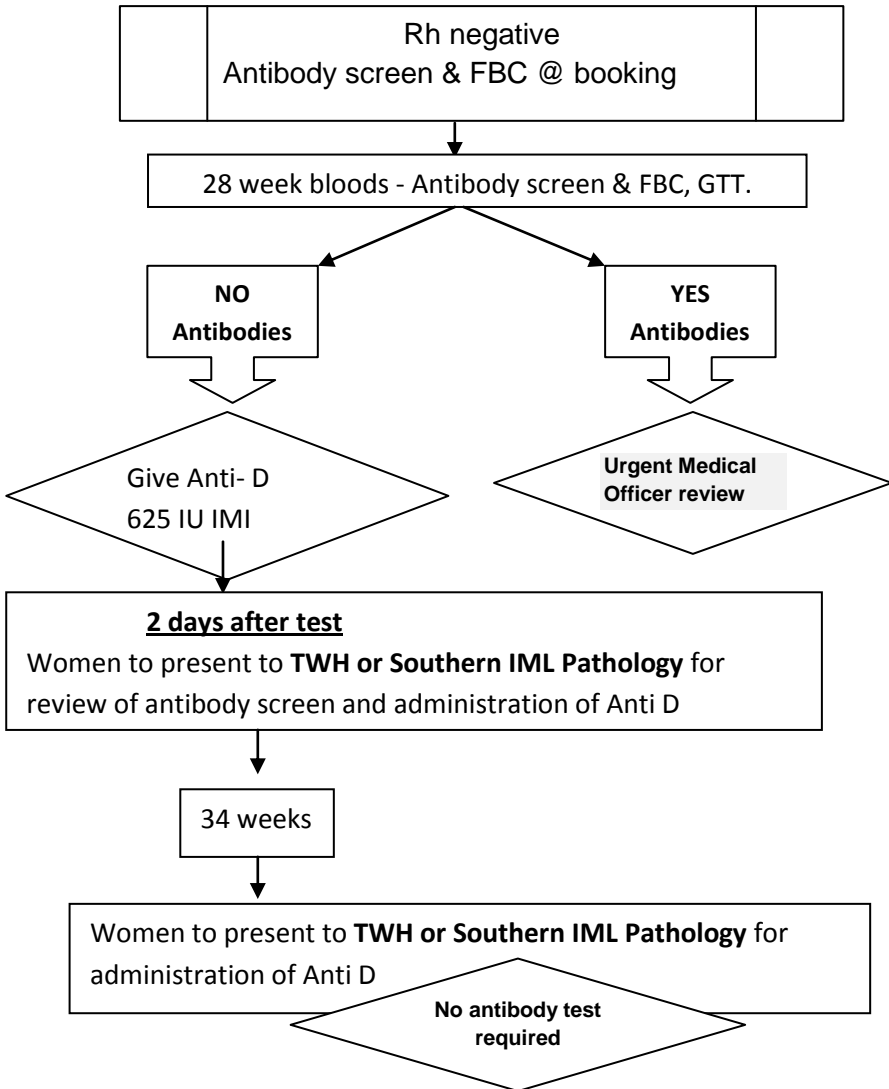 Rh negative
Antibody screen & FBC @ booking
28 week bloods - Antibody screen & FBC, GTT.
NO
Antibodies
YES
Antibodies
Give Anti- D
625 IU IMI
Urgent Medical
Officer review
2 days after test
Women to present to TWH or Southern IML Pathology for
review of antibody screen and administration of Anti D
34 weeks
Women to present to TWH or Southern IML Pathology for
administration of Anti D
No antibody test
required